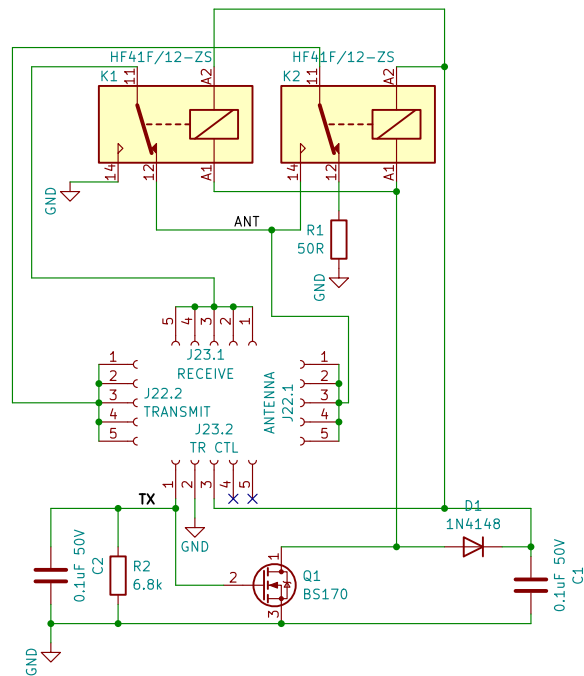 HF41F/12-ZS
HF41F/12-ZS
K1
11
A2
K2
11
A2
14
12
A1
14
12
A1
GND
ANT
R1
50R
GND
5
4
3
2
1
J23.1
RECEIVE
1
2
3
4
5
J22.2
TRANSMIT
ANTENNA
J22.1
1
2
3
4
5
J23.2
TR CTL
1
2
3
4
5
TX
GND
D1
1N4148
0.1uF 50V
C2
R2
6.8k
1
2
3
Q1
BS170
0.1uF 50V
C1
GND